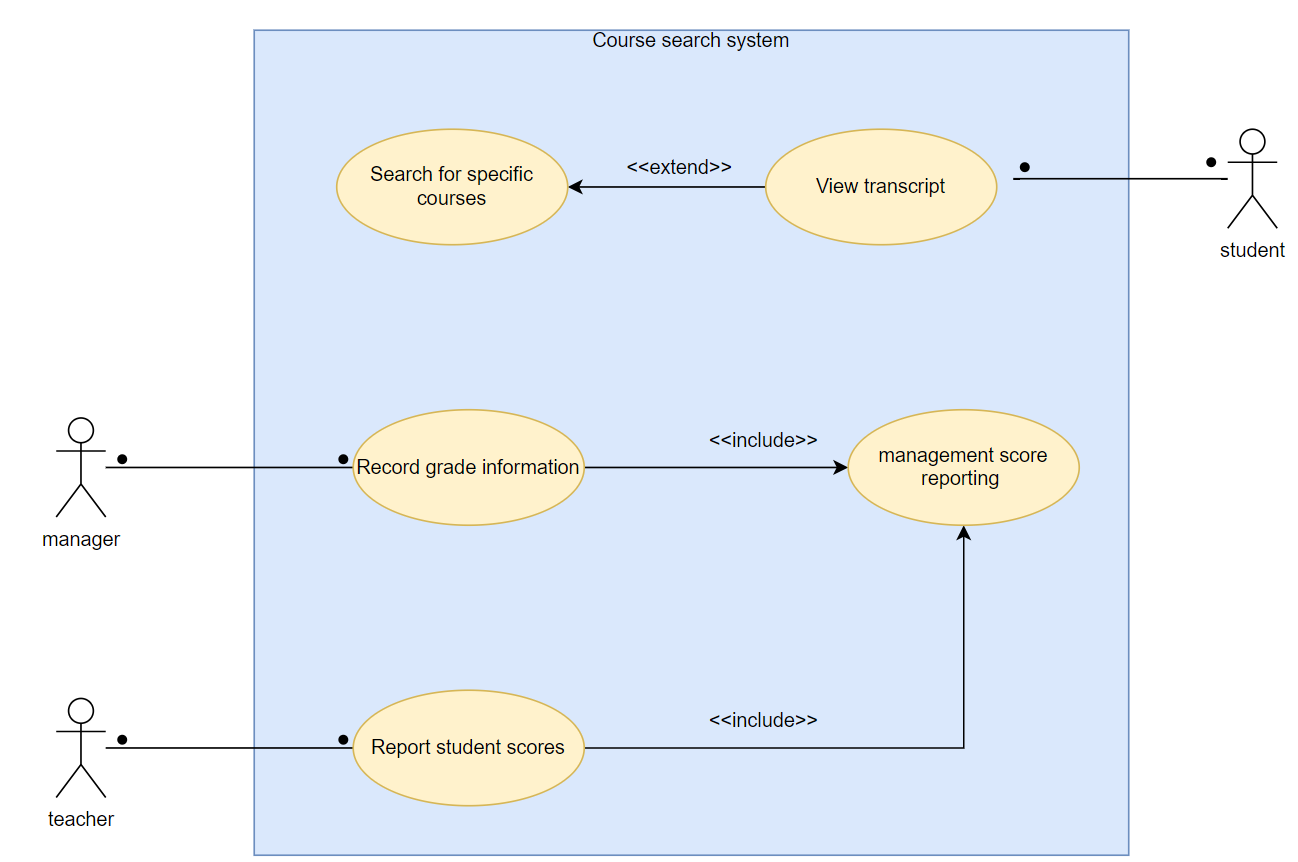 Course search system
Search for specific
courses
<<extend>>
View transcript
student
Record grade information
<<include>>
management score
reporting
manager
Report student scores
<<include>>
teacher